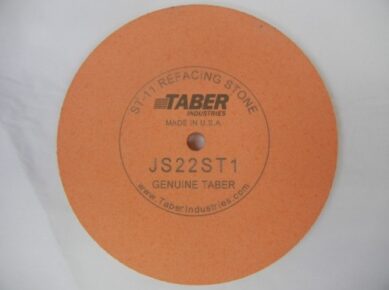 ST-11 REFACING STONE
TABER
INDUSTRIES
MADE IN U.S.A.
JS22ST1
GENUINE TABER
www.TaberIndustries.com